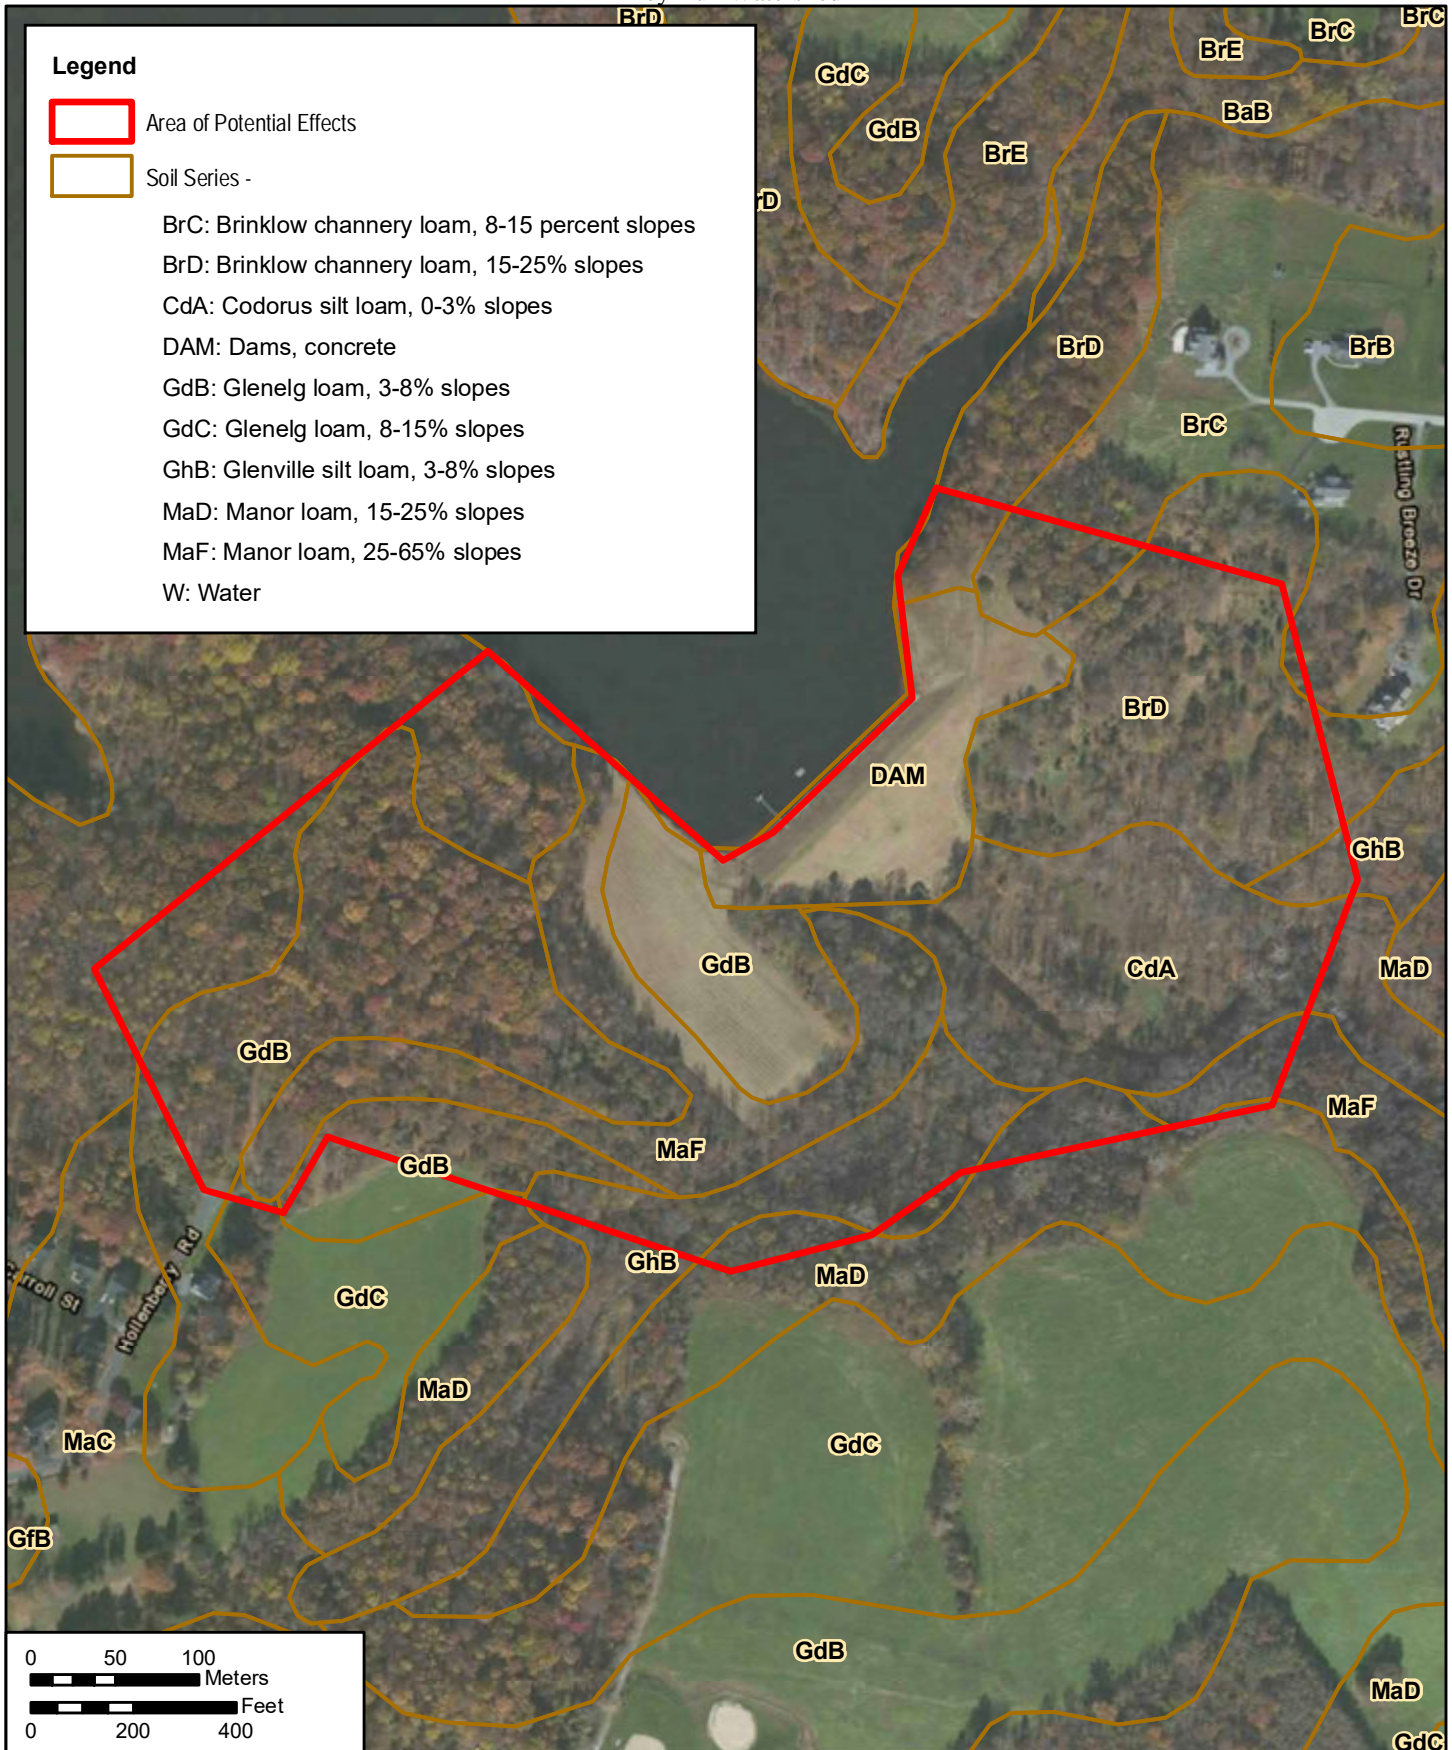 BrD
Legend
Area of Potential Effects
Soil Series -
BrC: Brinklow channery loam, 8-15 percent slopes
BrD: Brinklow channery loam, 15-25% slopes
CdA: Codorus silt loam, 0-3% slopes
DAM: Dams, concrete
GdB: Glenelg loam, 3-8% slopes
GdC: Glenelg loam, 8-15% slopes
GhB: Glenville silt loam, 3-8% slopes
MaD: Manor loam, 15-25% slopes
MaF: Manor loam, 25-65% slopes
W: Water
BrC
BrC
BrE
GdC
BaB
GdB
BrE
rD
BrD
BrB
BrC
Rustling Breeze Dr
BrD
DAM
GhB
GdB
CdA
MaD
GdB
MaF
MaF
GdB
GhB
MaD
Hollenberry Rd
Carroll St
GdC
MaD
MaC
GdC
GfB
GdB
MaD
GdC
0 50 100
Meters
Feet
0 200 400